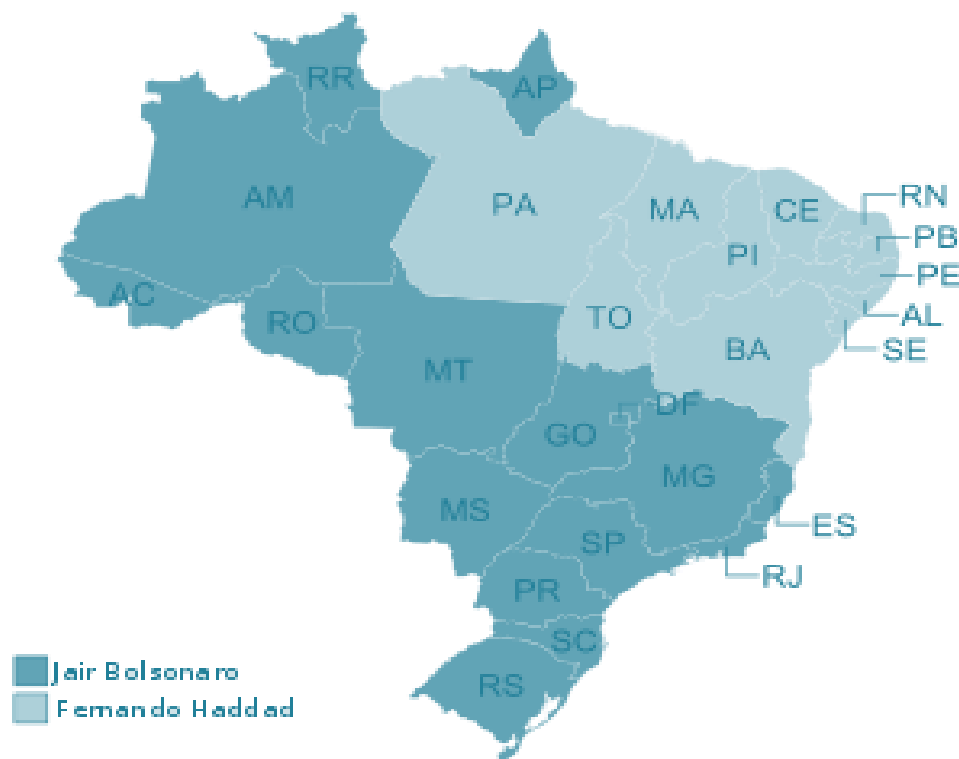 RR
AP
AM
PA
MA
CE
RN
PB
PI
PE
AC
RO
TO
AL
BA
SE
MT
DF
GO
MG
MS
ES
SP
RJ
PR
SC
RS
Jair Bolsonaro
Fernando Haddad